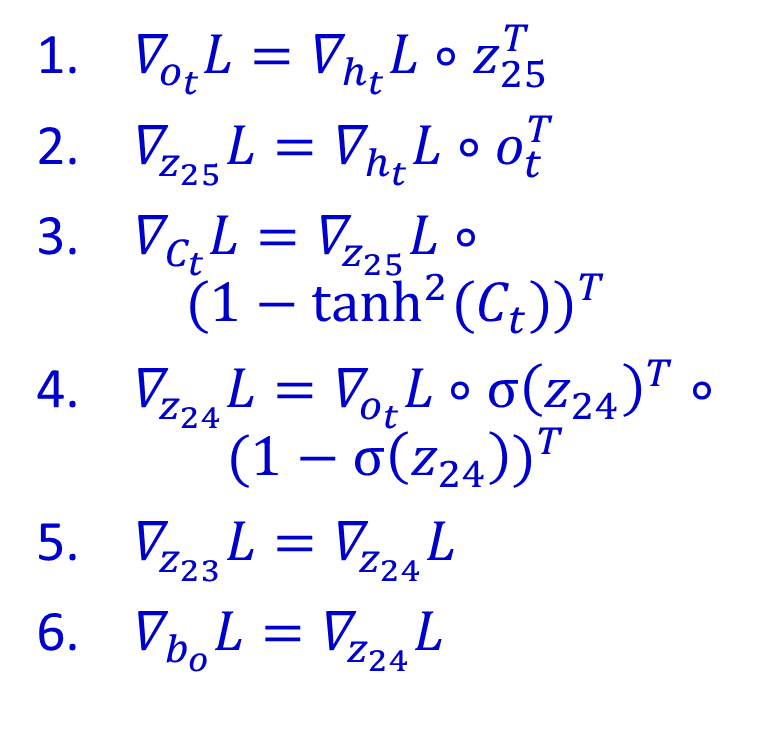 1. ∇_{o_t}L = ∇_{h_t}L ∘ z_{25}^T
2. ∇_{z_{25}}L = ∇_{h_t}L ∘ o_t^T
3. ∇_{C_t}L = ∇_{z_{25}}L ∘
(1 − tanh²(C_t))^T
4. ∇_{z_{24}}L = ∇_{o_t}L ∘ σ(z_{24})^T ∘
(1 − σ(z_{24}))^T
5. ∇_{z_{23}}L = ∇_{z_{24}}L
6. ∇_{b_o}L = ∇_{z_{24}}L